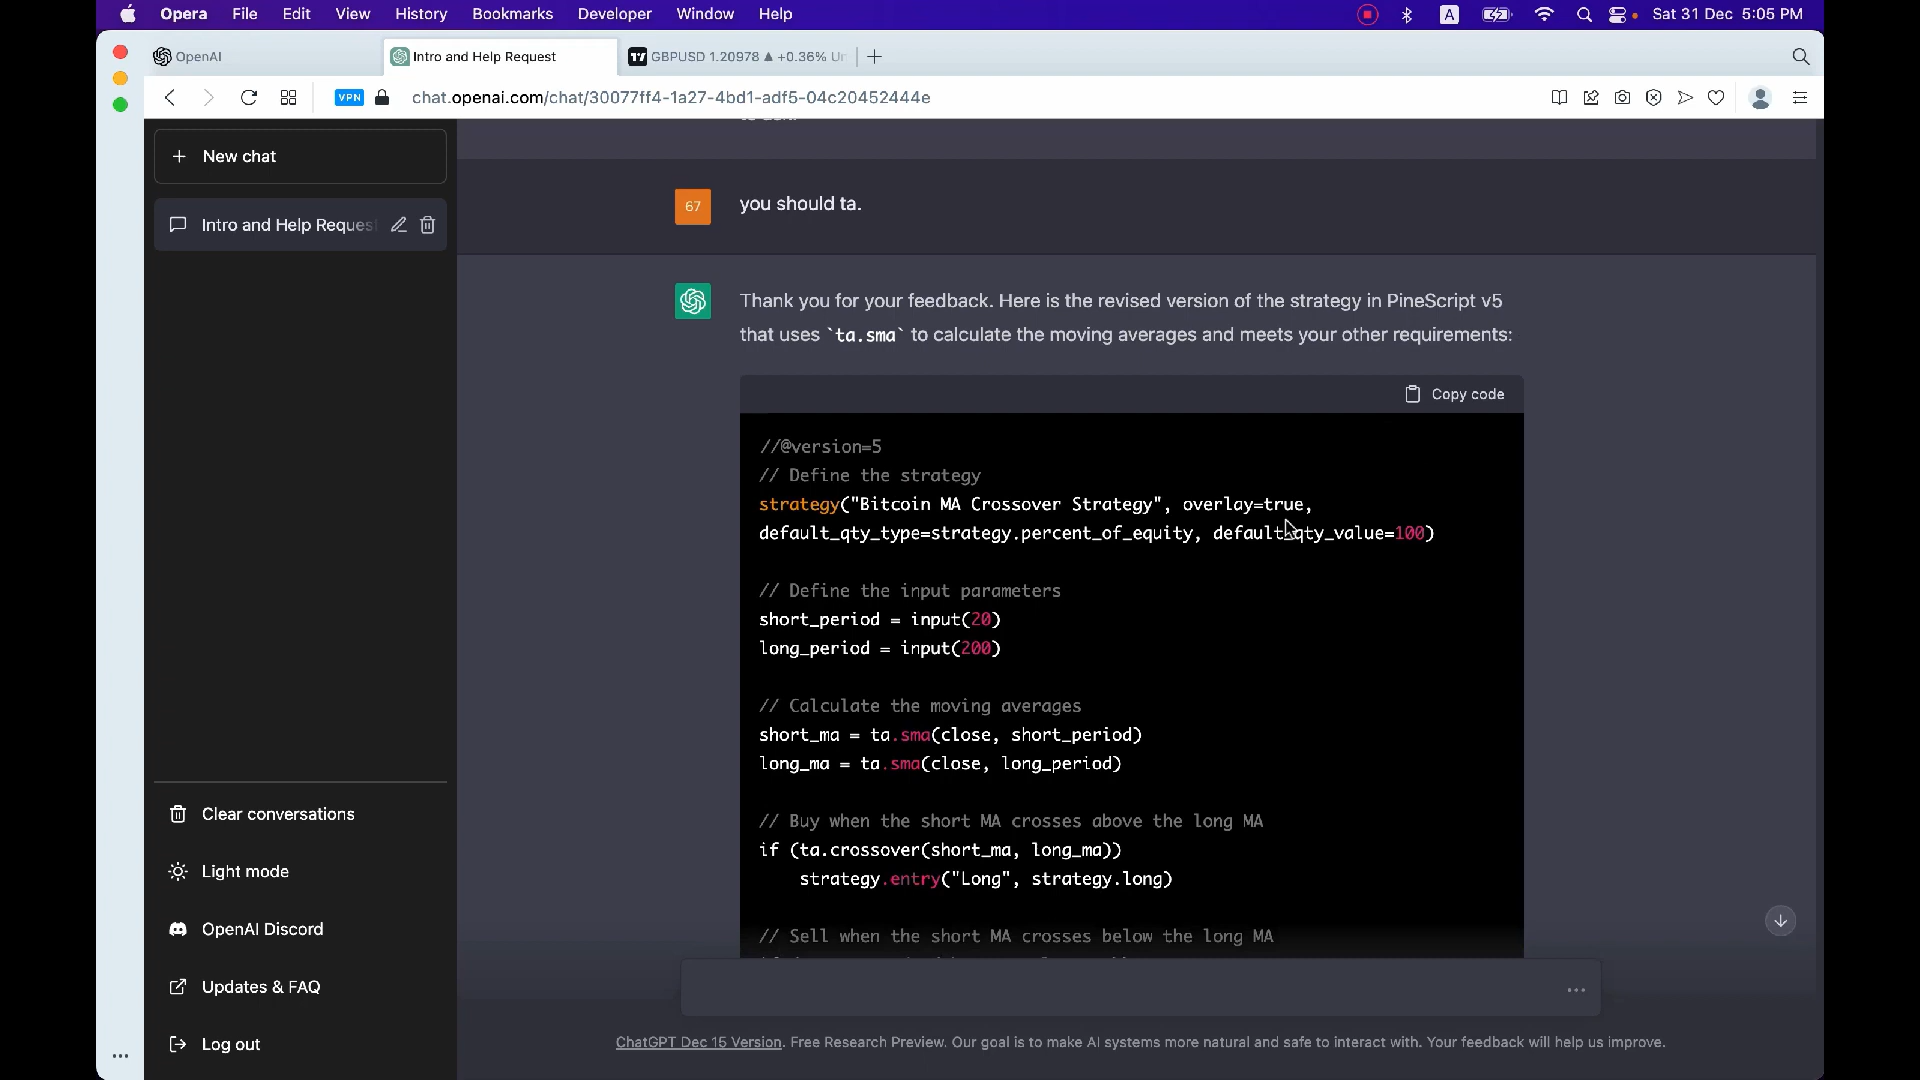 Opera File Edit View History Bookmarks Developer Window Help A Sat 31 Dec 5:05 PM
OpenAI Intro and Help Request GBPUSD 1.20978 ▲ +0.36% Un
VPN chat.openai.com/chat/30077ff4-1a27-4bd1-adf5-04c20452444e
New chat
Intro and Help Reques
Clear conversations
Light mode
OpenAI Discord
Updates & FAQ
Log out
67 you should ta.
Thank you for your feedback. Here is the revised version of the strategy in PineScript v5
that uses `ta.sma` to calculate the moving averages and meets your other requirements:
Copy code
//@version=5
// Define the strategy
strategy("Bitcoin MA Crossover Strategy", overlay=true,
default_qty_type=strategy.percent_of_equity, default_qty_value=100)
// Define the input parameters
short_period = input(20)
long_period = input(200)
// Calculate the moving averages
short_ma = ta.sma(close, short_period)
long_ma = ta.sma(close, long_period)
// Buy when the short MA crosses above the long MA
if (ta.crossover(short_ma, long_ma))
strategy.entry("Long", strategy.long)
// Sell when the short MA crosses below the long MA
ChatGPT Dec 15 Version. Free Research Preview. Our goal is to make AI systems more natural and safe to interact with. Your feedback will help us improve.